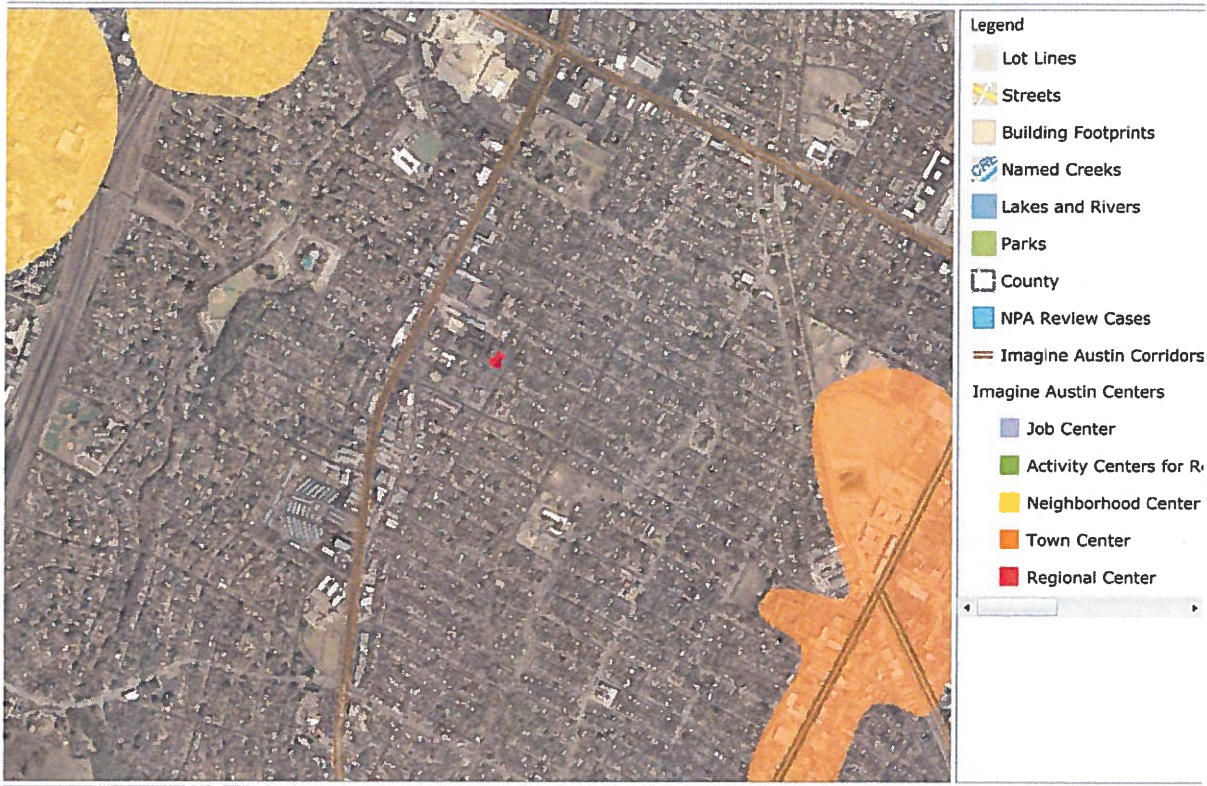 Legend
Lot Lines
Streets
Building Footprints
Named Creeks
Lakes and Rivers
Parks
County
NPA Review Cases
Imagine Austin Corridors
Imagine Austin Centers
Job Center
Activity Centers for R
Neighborhood Center
Town Center
Regional Center